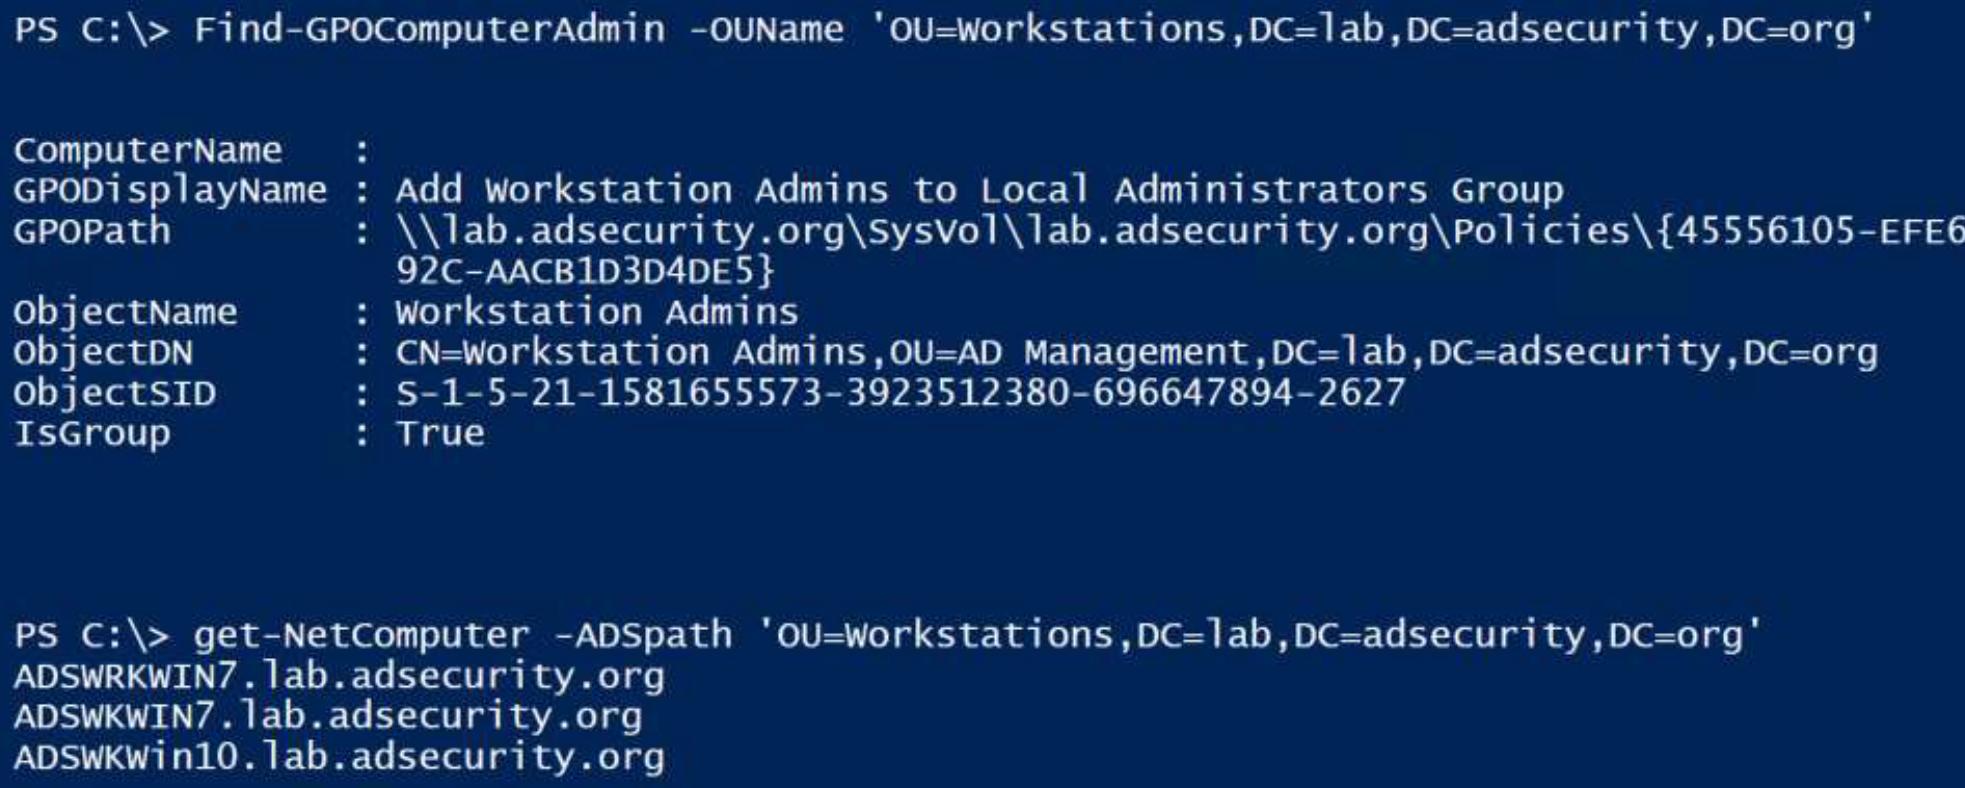 PS C:\> Find-GPOComputerAdmin -OUName 'OU=Workstations,DC=lab,DC=adsecurity,DC=org'
ComputerName   :
GPODisplayName : Add Workstation Admins to Local Administrators Group
GPOPath        : \\lab.adsecurity.org\SysVol\lab.adsecurity.org\Policies\{45556105-EFE6
                 92C-AACB1D3D4DE5}
ObjectName     : Workstation Admins
ObjectDN       : CN=Workstation Admins,OU=AD Management,DC=lab,DC=adsecurity,DC=org
ObjectSID      : S-1-5-21-1581655573-3923512380-696647894-2627
IsGroup        : True
PS C:\> get-NetComputer -ADSpath 'OU=Workstations,DC=lab,DC=adsecurity,DC=org'
ADSWRKWIN7.lab.adsecurity.org
ADSWKWIN7.lab.adsecurity.org
ADSWKWin10.lab.adsecurity.org